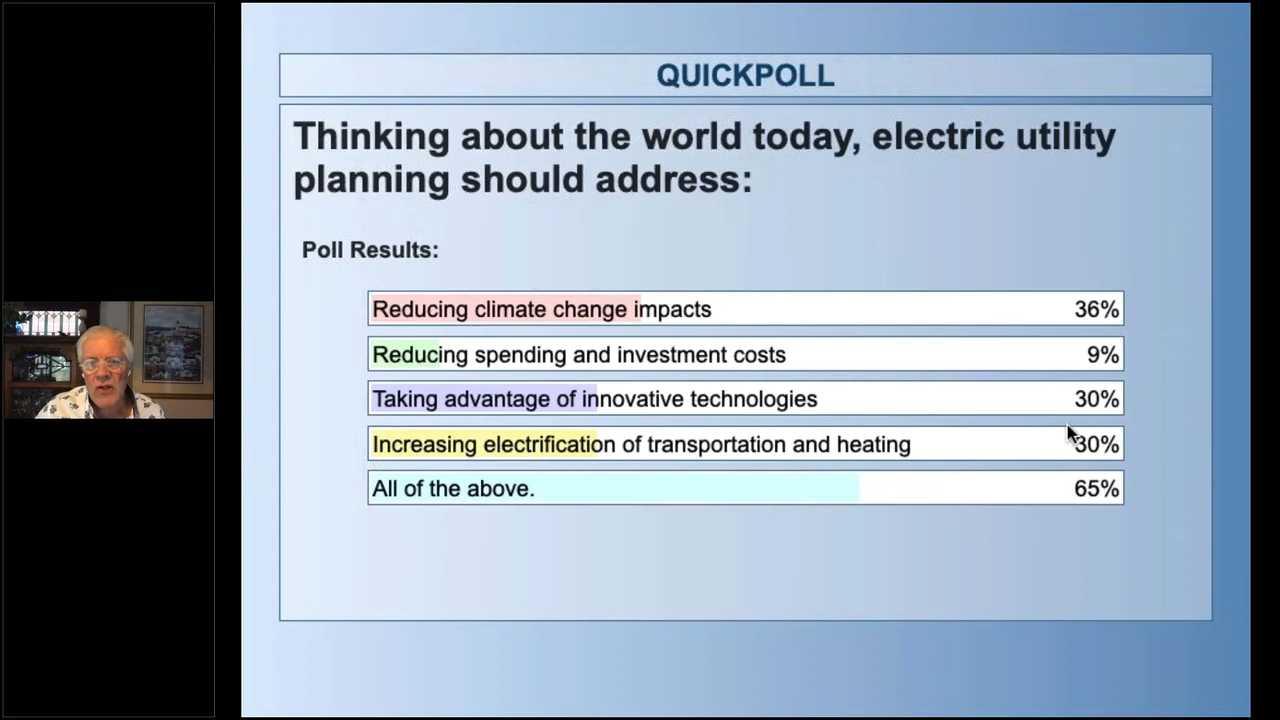 QUICKPOLL
Thinking about the world today, electric utility
planning should address:
Poll Results:
Reducing climate change impacts 36%
Reducing spending and investment costs 9%
Taking advantage of innovative technologies 30%
Increasing electrification of transportation and heating 30%
All of the above. 65%